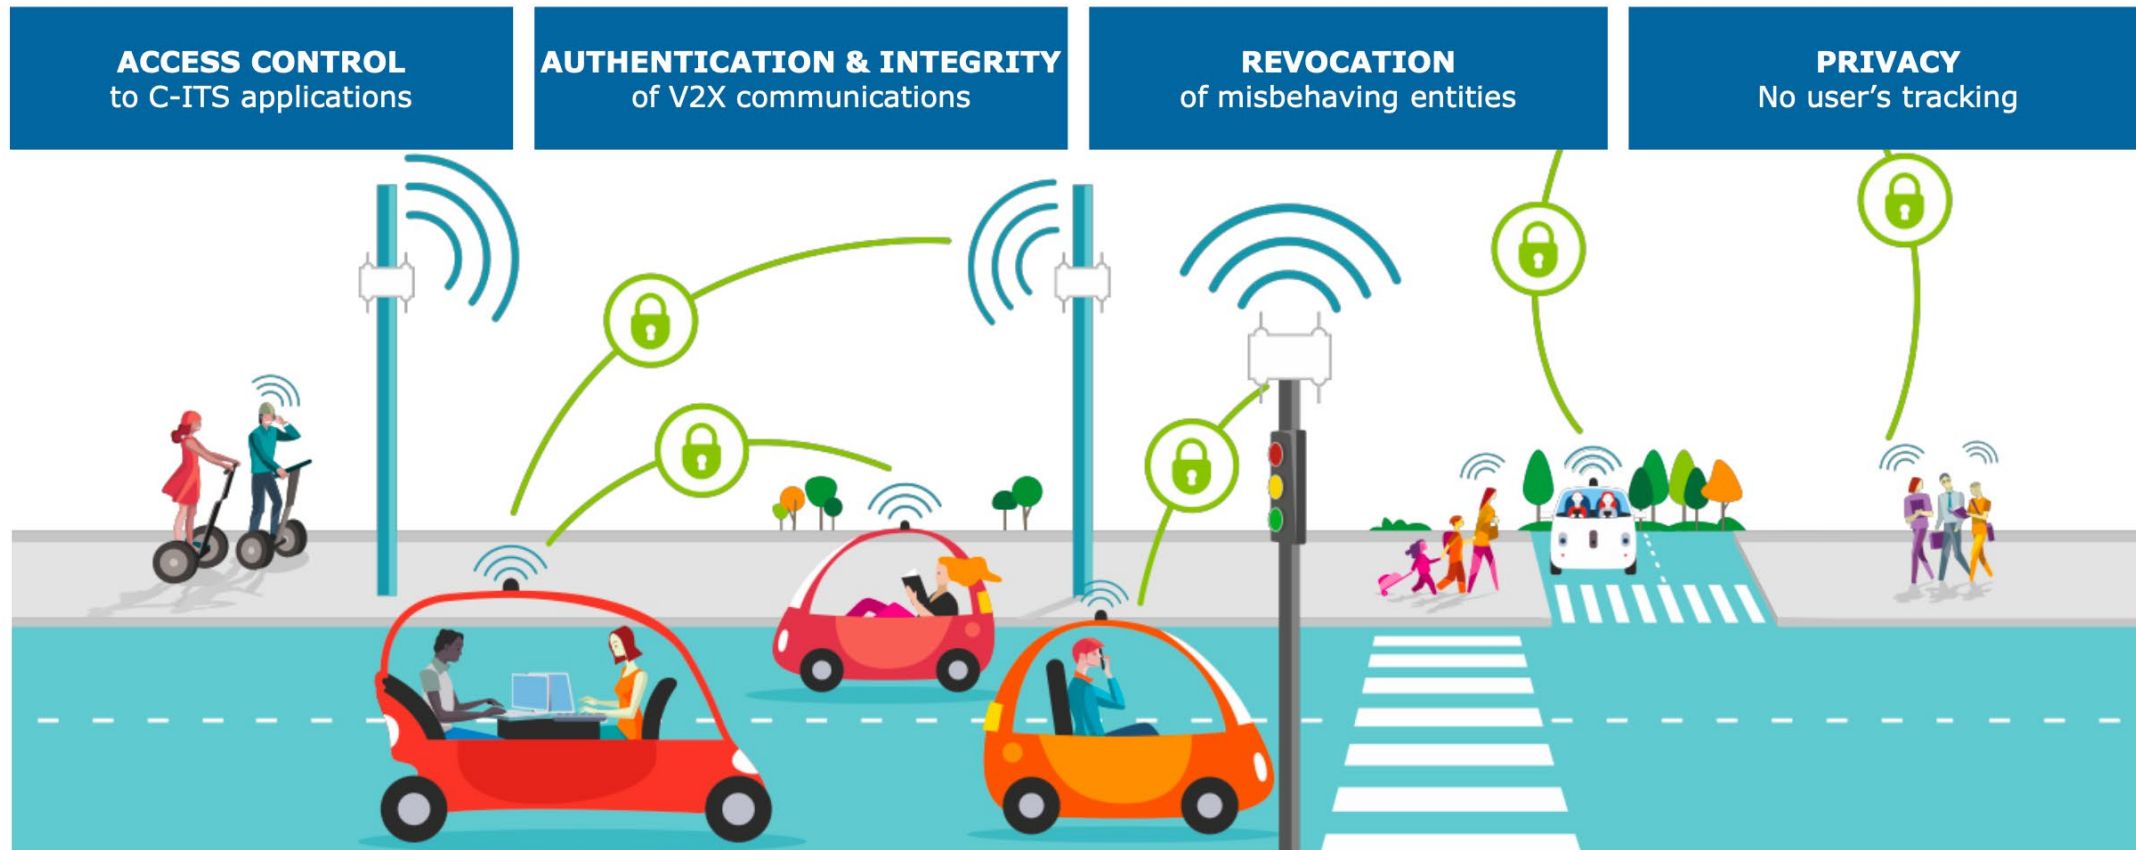 ACCESS CONTROL
to C-ITS applications
AUTHENTICATION & INTEGRITY
of V2X communications
REVOCATION
of misbehaving entities
PRIVACY
No user’s tracking